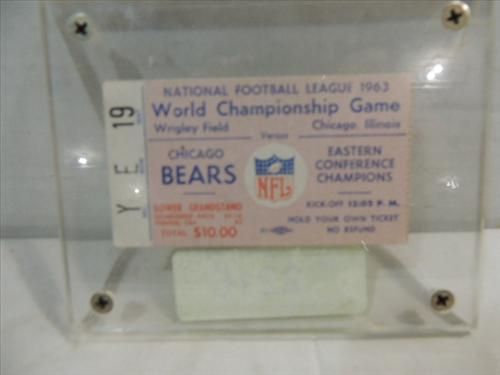 NATIONAL FOOTBALL LEAGUE 1963
World Championship Game
Wrigley Field Versus Chicago, Illinois
CHICAGO
BEARS
NFL
EASTERN
CONFERENCE
CHAMPIONS
KICK-OFF 12:05 P. M.
LOWER GRANDSTAND
TOTAL $10.00
HOLD YOUR OWN TICKET
NO REFUND
Y E 19